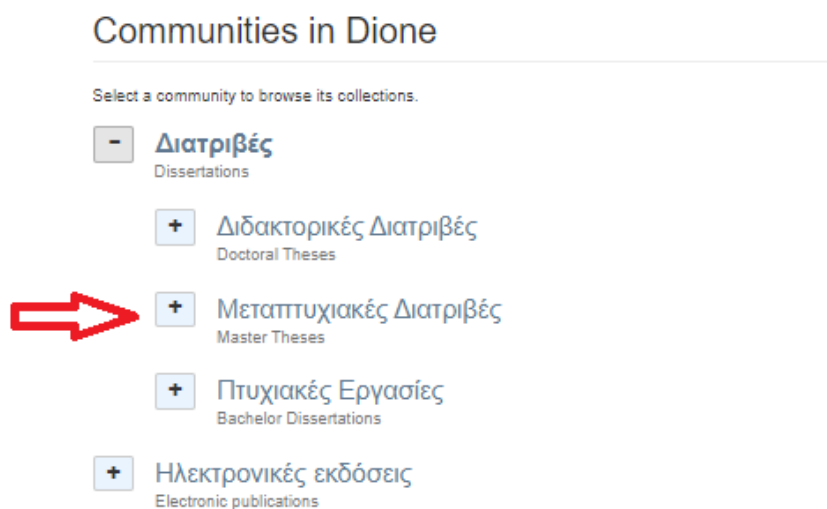 Communities in Dione
Select a community to browse its collections.
- Διατριβές
Dissertations
+ Διδακτορικές Διατριβές
Doctoral Theses
+ Μεταπτυχιακές Διατριβές
Master Theses
+ Πτυχιακές Εργασίες
Bachelor Dissertations
+ Ηλεκτρονικές εκδόσεις
Electronic publications